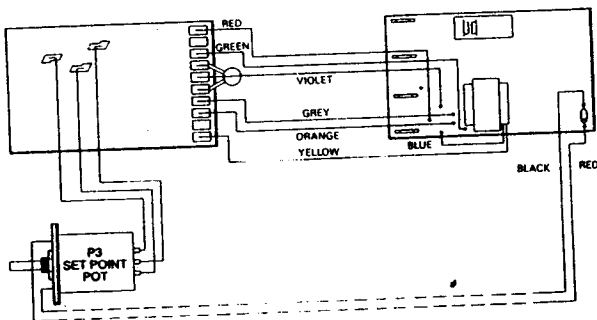 RED
GREEN
VIOLET
GREY
ORANGE
YELLOW
BLUE
BLACK
RED
P3
SET POINT
POT